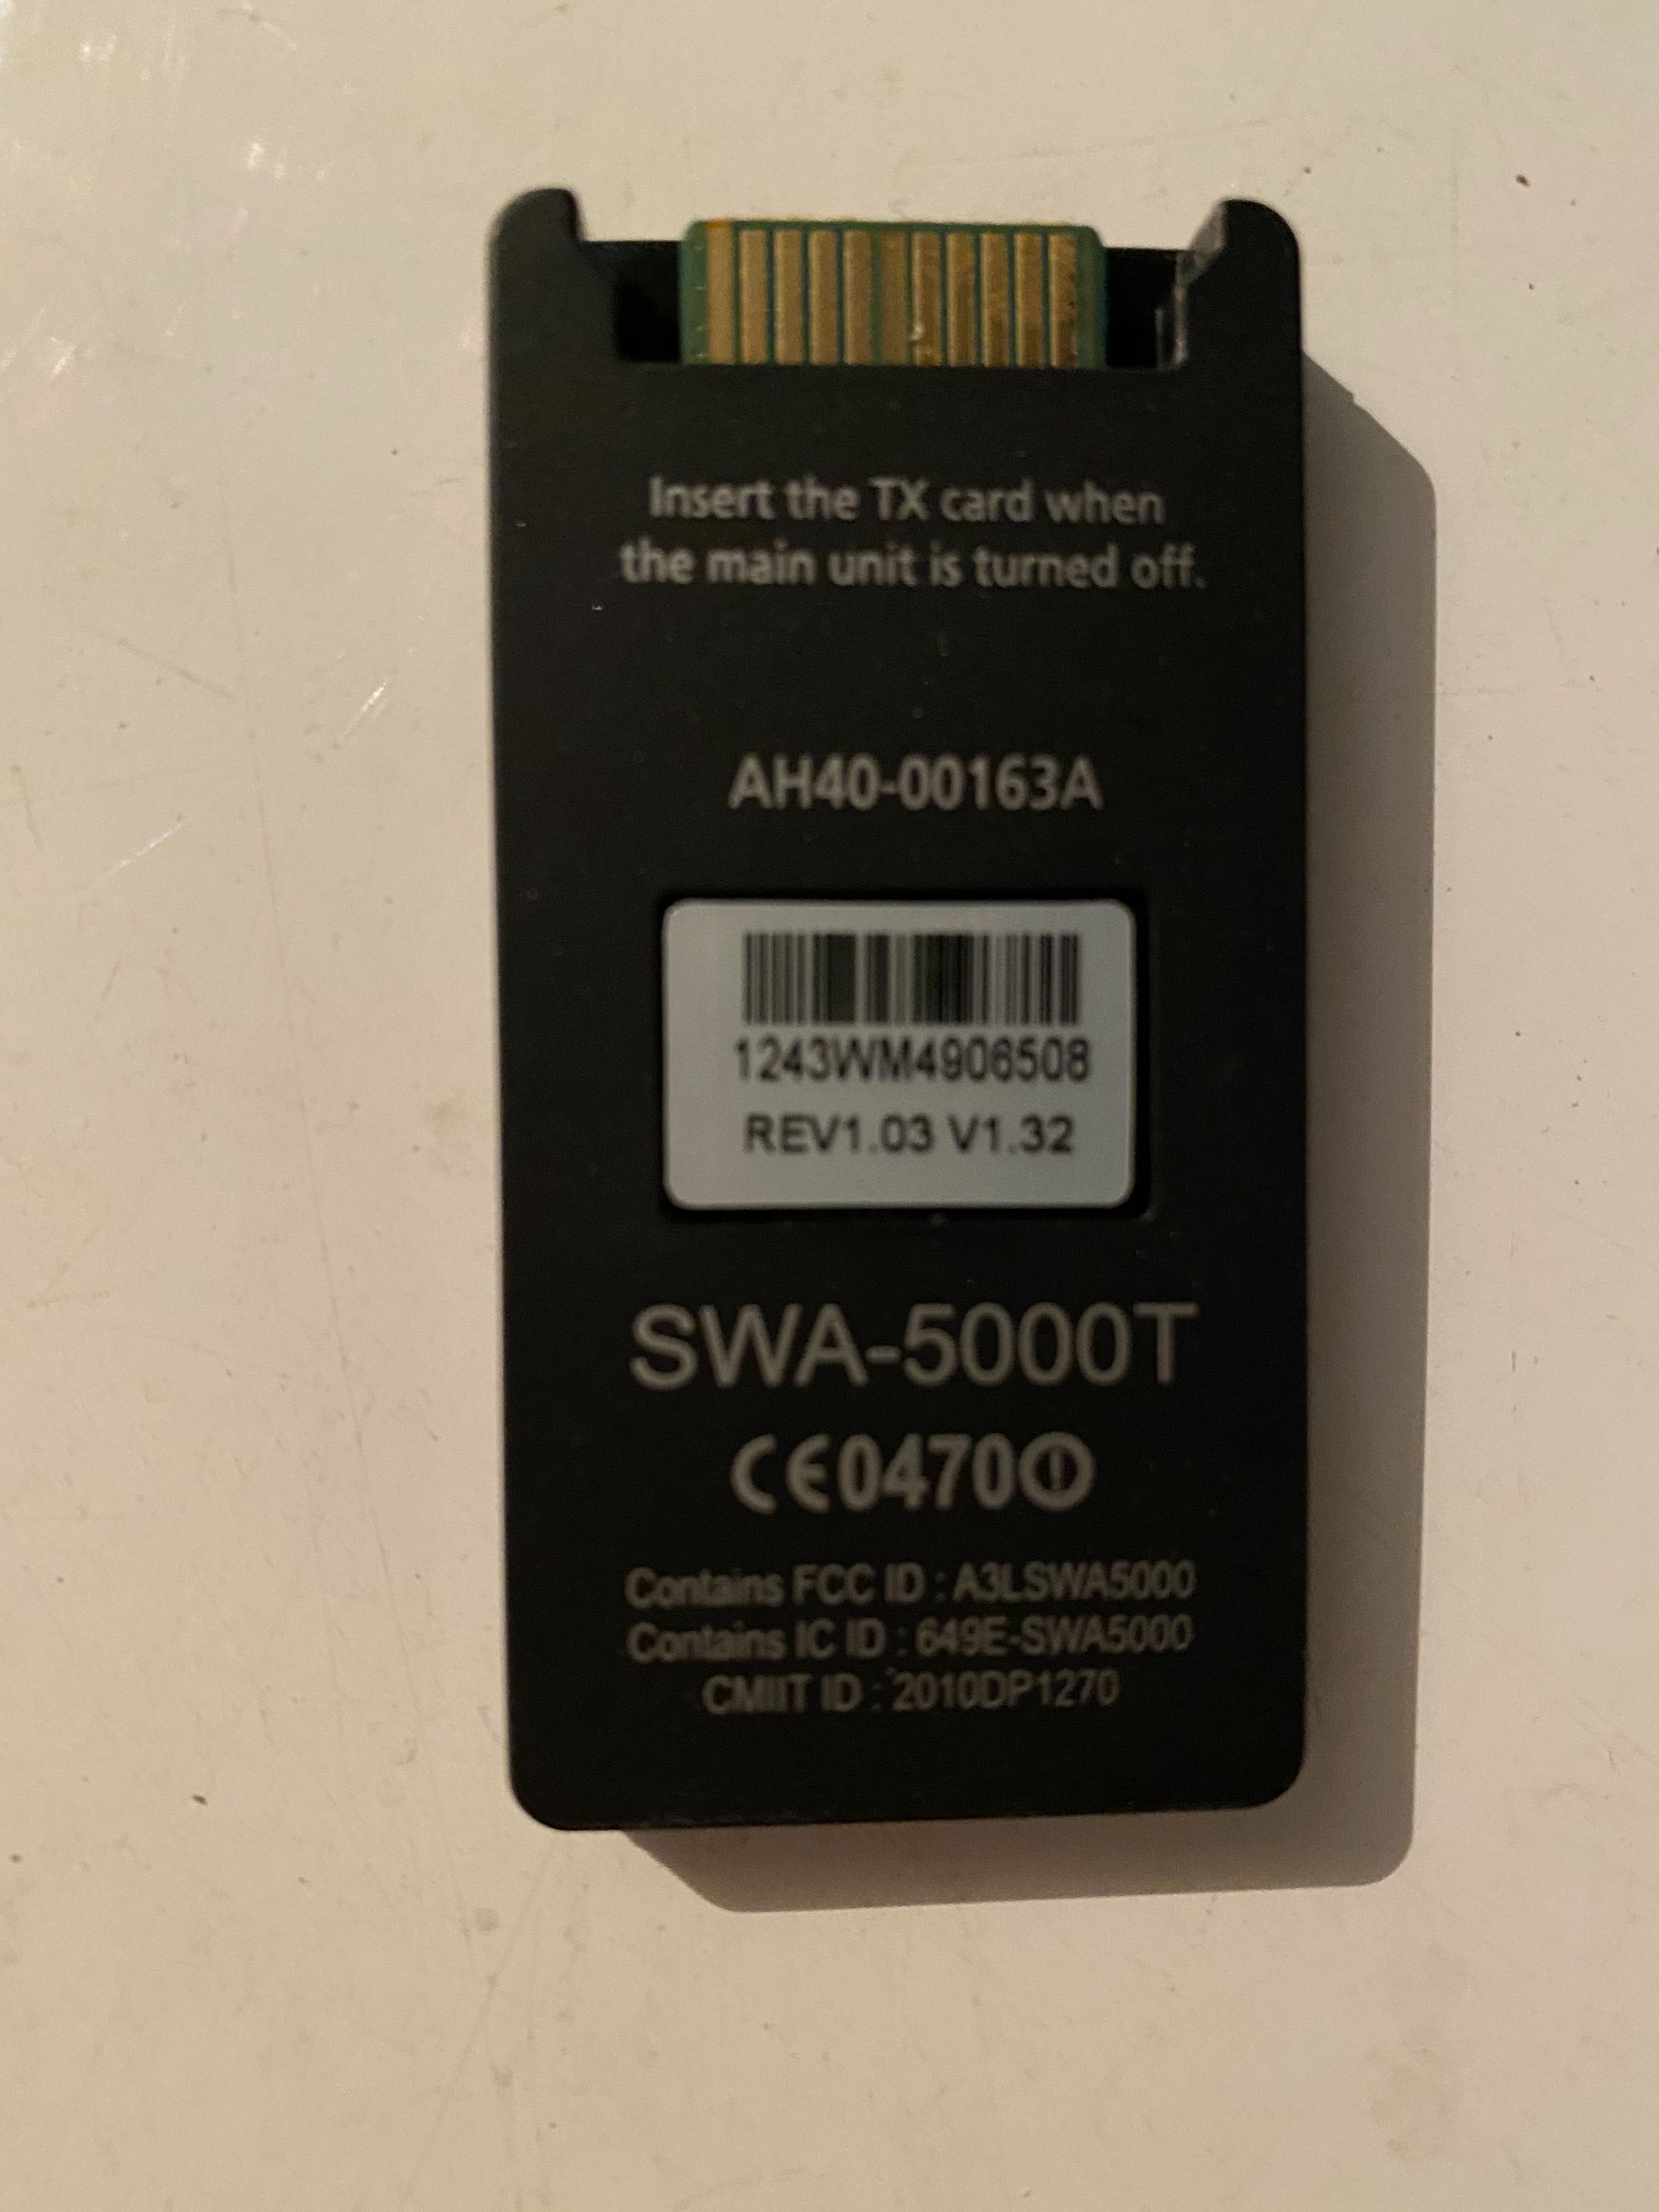 Insert the TX card when
the main unit is turned off.
AH40-00163A
1243WM4906508
REV1.03 V1.32
SWA-5000T
CE0470
Contains FCC ID : A3LSWA5000
Contains IC ID : 649E-SWA5000
CMIIT ID : 2010DP1270